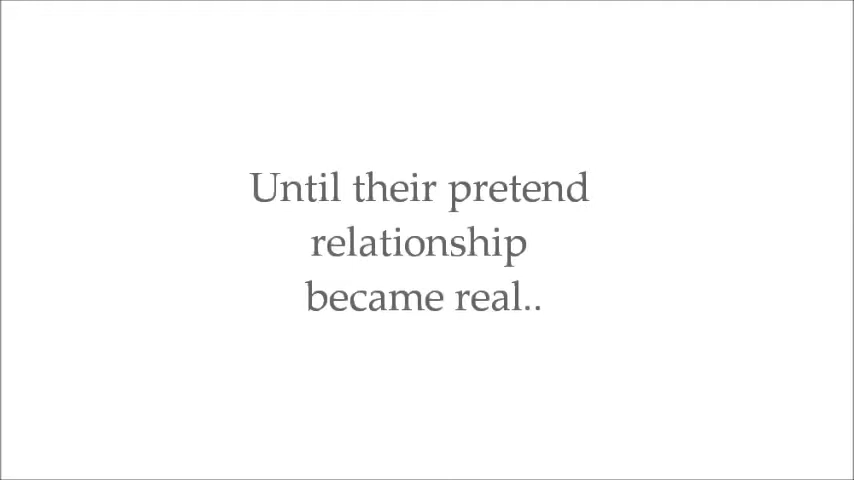 Until their pretend
relationship
became real..